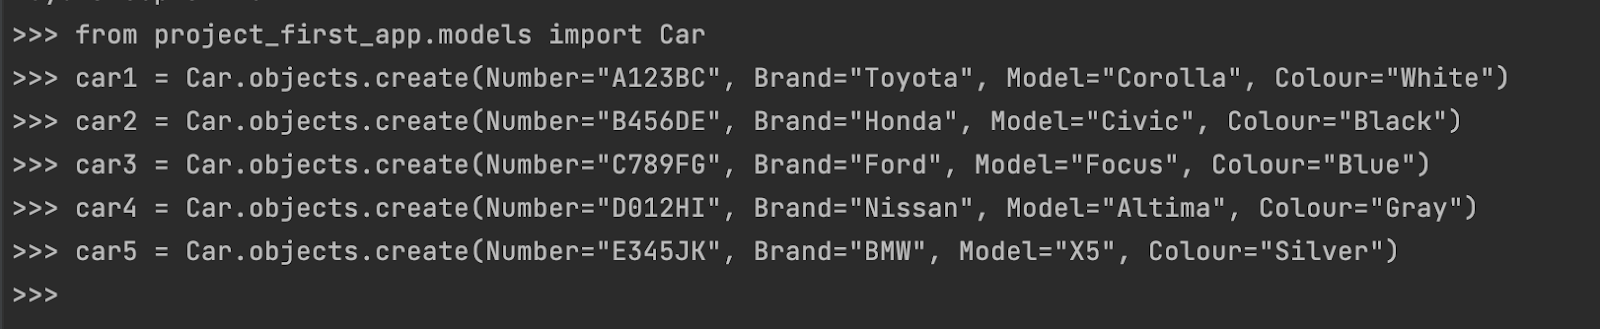 >>> from project_first_app.models import Car
>>> car1 = Car.objects.create(Number="A123BC", Brand="Toyota", Model="Corolla", Colour="White")
>>> car2 = Car.objects.create(Number="B456DE", Brand="Honda", Model="Civic", Colour="Black")
>>> car3 = Car.objects.create(Number="C789FG", Brand="Ford", Model="Focus", Colour="Blue")
>>> car4 = Car.objects.create(Number="D012HI", Brand="Nissan", Model="Altima", Colour="Gray")
>>> car5 = Car.objects.create(Number="E345JK", Brand="BMW", Model="X5", Colour="Silver")
>>>